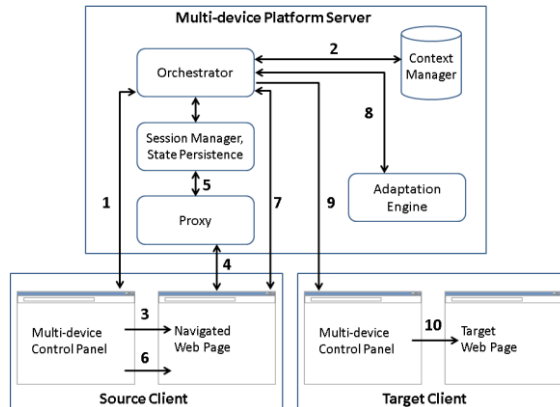 Multi-device Platform Server
Orchestrator
2
Context
Manager
8
Session Manager,
State Persistence
1
5
7
9
Adaptation
Engine
Proxy
4
3
Multi-device
Control Panel
Navigated
Web Page
6
Source Client
Multi-device
Control Panel
10
Target
Web Page
Target Client